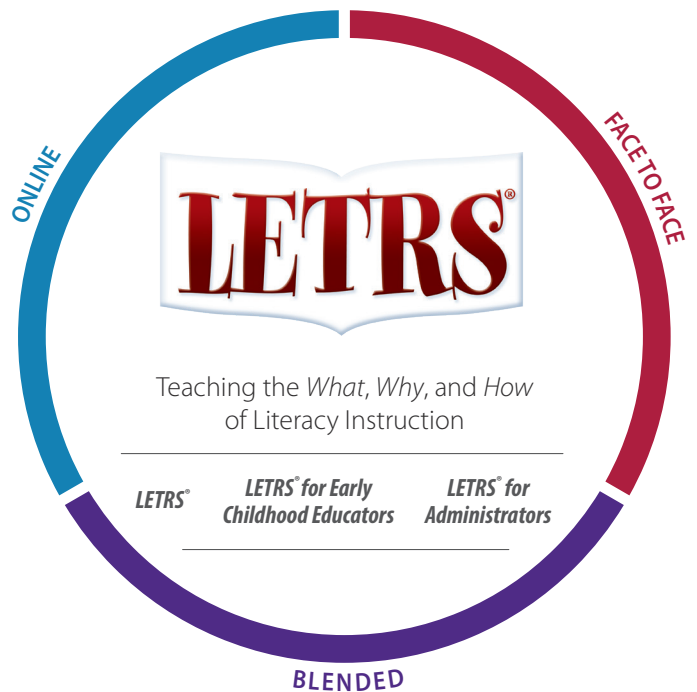 ONLINE
FACE TO FACE
LETRS®
Teaching the What, Why, and How
of Literacy Instruction
LETRS®
LETRS® for Early
Childhood Educators
LETRS® for
Administrators
BLENDED